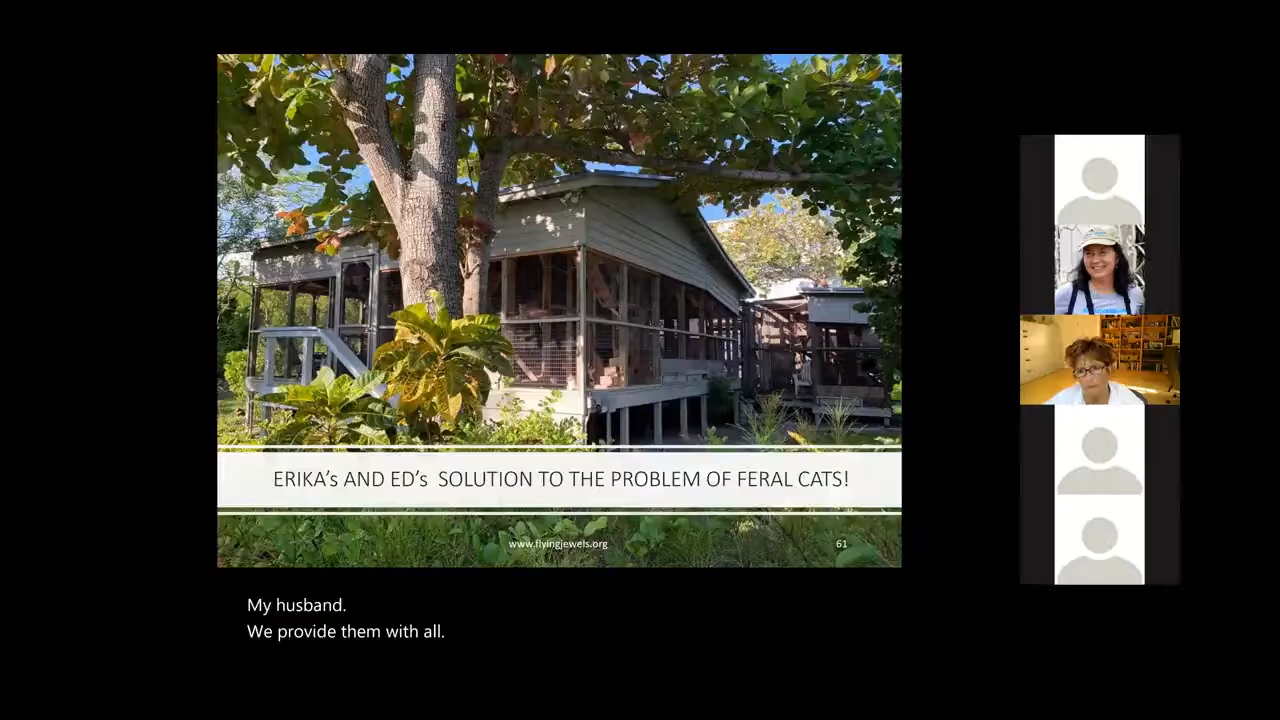 ERIKA's AND ED's SOLUTION TO THE PROBLEM OF FERAL CATS!
www.flyingjewels.org 61
My husband.
We provide them with all.